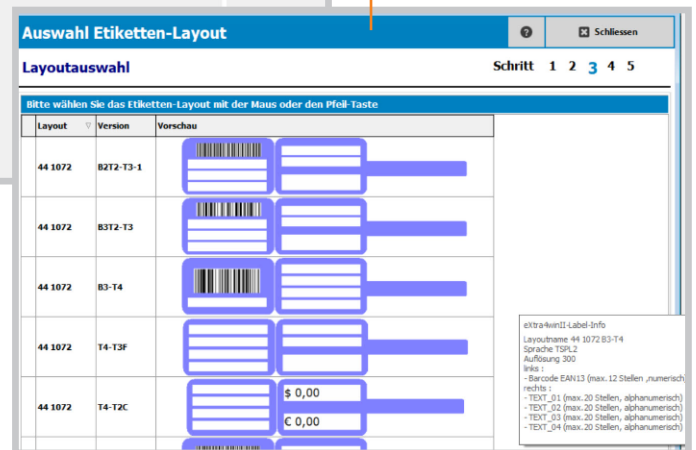 Auswahl Etiketten-Layout
Schliessen
Layoutauswahl
Schritt 1 2 3 4 5
Bitte wählen Sie das Etiketten-Layout mit der Maus oder den Pfeil-Taste
Layout Version Vorschau
44 1072 B2T2-T3-1
44 1072 B3T2-T3
44 1072 B3-T4
44 1072 T4-T3F
44 1072 T4-T2C
$ 0,00
€ 0,00
eXtra4winII-Label-Info
Layoutname 44 1072 B3-T4
Sprache TSPL2
Auflösung 300
links :
- Barcode EAN13 (max. 12 Stellen ,numerisch
rechts :
- TEXT_01 (max. 20 Stellen, alphanumerisch)
- TEXT_02 (max. 20 Stellen, alphanumerisch)
- TEXT_03 (max. 20 Stellen, alphanumerisch)
- TEXT_04 (max. 20 Stellen, alphanumerisch)